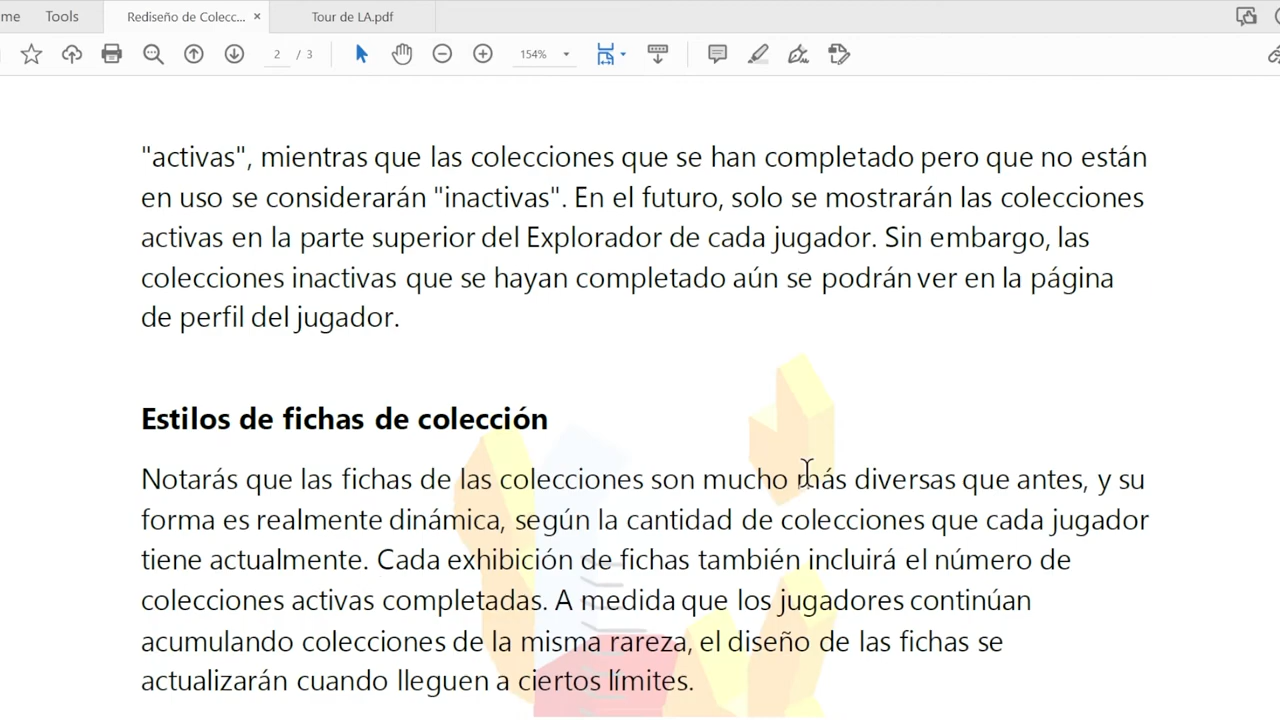 me
Tools
Rediseño de Colecc...
×
Tour de LA.pdf
2 / 3
154%
"activas", mientras que las colecciones que se han completado pero que no están
en uso se considerarán "inactivas". En el futuro, solo se mostrarán las colecciones
activas en la parte superior del Explorador de cada jugador. Sin embargo, las
colecciones inactivas que se hayan completado aún se podrán ver en la página
de perfil del jugador.
Estilos de fichas de colección
Notarás que las fichas de las colecciones son mucho más diversas que antes, y su
forma es realmente dinámica, según la cantidad de colecciones que cada jugador
tiene actualmente. Cada exhibición de fichas también incluirá el número de
colecciones activas completadas. A medida que los jugadores continúan
acumulando colecciones de la misma rareza, el diseño de las fichas se
actualizarán cuando lleguen a ciertos límites.